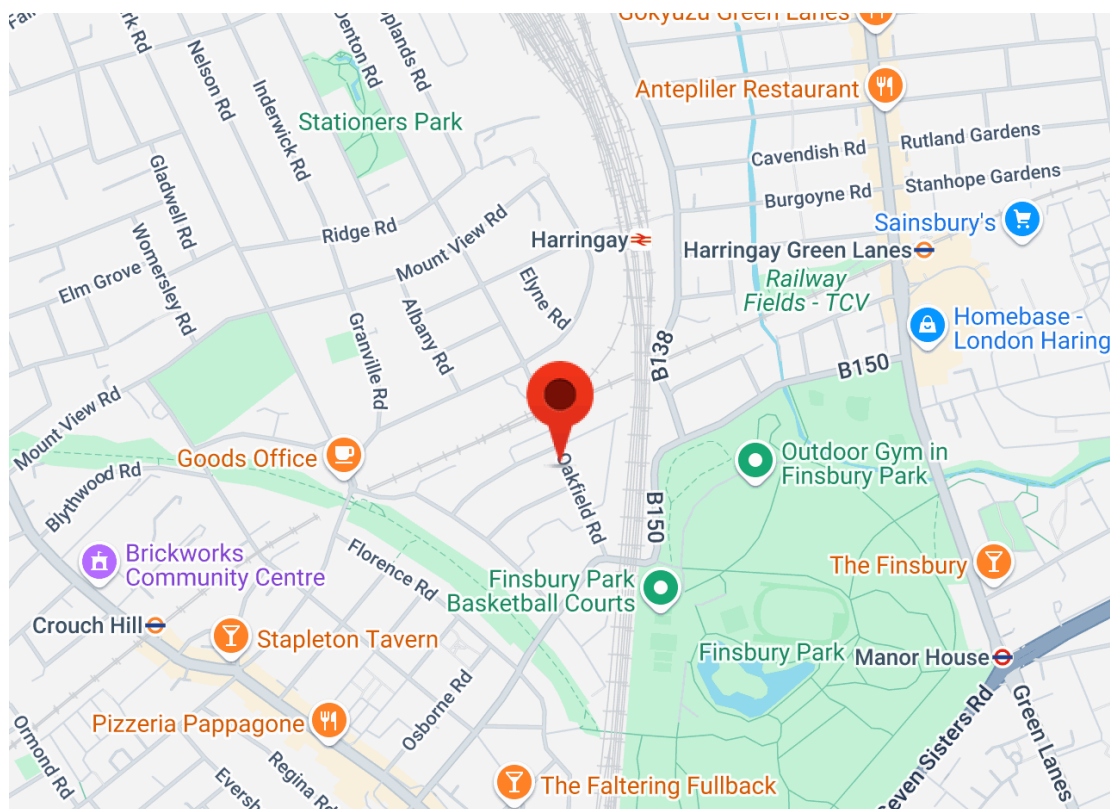 Gökyüzü Green Lanes
Park Rd
Nelson Rd
Denton Rd
Inderwick Rd
Antepliler Restaurant
Stationers Park
Rutland Gardens
Cavendish Rd
Stanhope Gardens
Burgoyne Rd
Gladwell Rd
Womersley Rd
Ridge Rd
Mount View Rd
Sainsbury's
Harringay
Harringay Green Lanes
Elm Grove
Elyne Rd
Railway
Fields - TCV
Albany Rd
Granville Rd
Homebase -
London Haring
B138
B150
Mount View Rd
Goods Office
Outdoor Gym in
Finsbury Park
Blythwood Rd
Oakfield Rd
B150
Brickworks
Community Centre
Florence Rd
Finsbury Park
Basketball Courts
The Finsbury
Crouch Hill
Stapleton Tavern
Finsbury Park
Manor House
Pizzeria Pappagone
Osborne Rd
Ormond Rd
Regina Rd
Seven Sisters Rd
Green Lanes
The Faltering Fullback